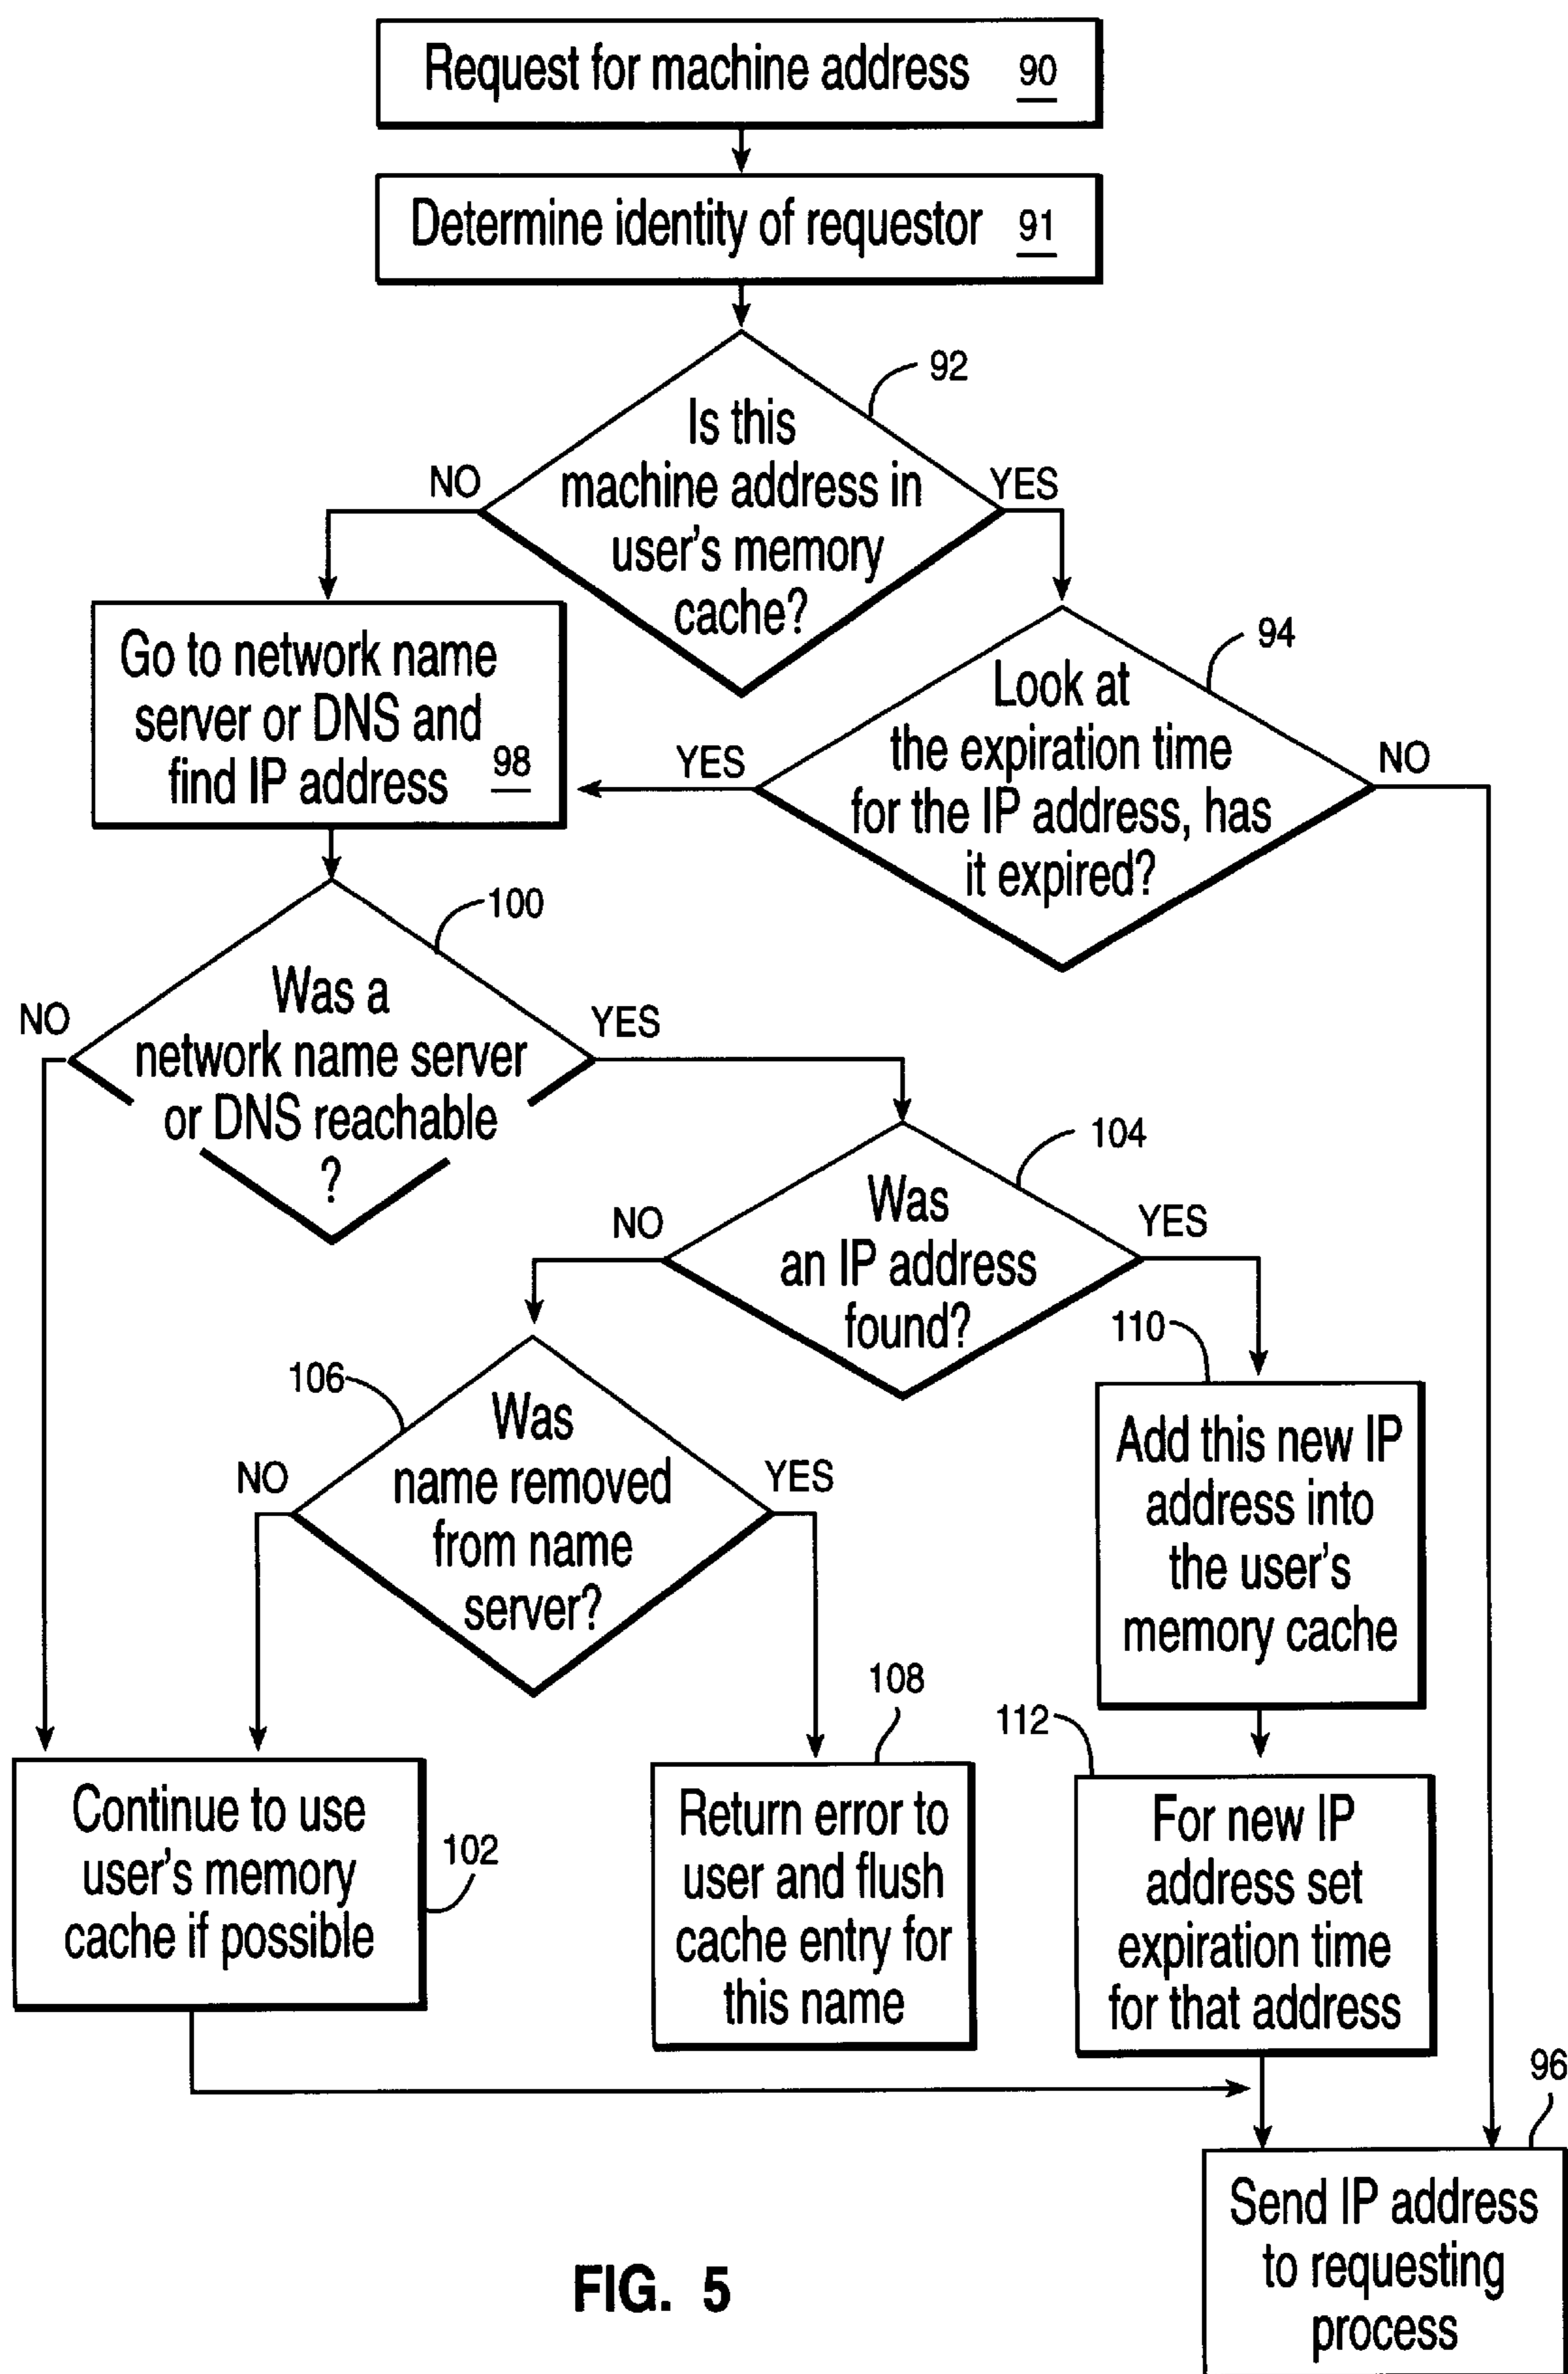 Request for machine address 90
Determine identity of requestor 91
92
Is this
machine address in
user's memory
cache?
NO
YES
Go to network name
server or DNS and
find IP address 98
94
Look at
the expiration time
for the IP address, has
it expired?
YES
NO
100
Was a
network name server
or DNS reachable
?
NO
YES
104
Was
an IP address
found?
NO
YES
106
Was
name removed
from name
server?
NO
YES
110
Add this new IP
address into
the user's
memory cache
Continue to use
user's memory
cache if possible
102
108
Return error to
user and flush
cache entry for
this name
112
For new IP
address set
expiration time
for that address
96
Send IP address
to requesting
process
FIG. 5